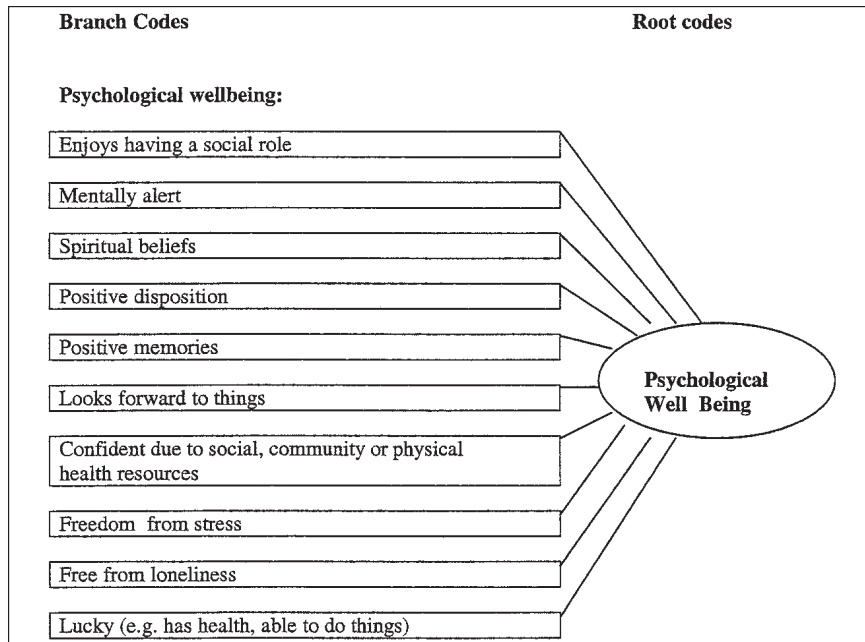 Branch Codes
Root codes
Psychological wellbeing:
Enjoys having a social role
Mentally alert
Spiritual beliefs
Positive disposition
Positive memories
Looks forward to things
Psychological
Well Being
Confident due to social, community or physical
health resources
Freedom from stress
Free from loneliness
Lucky (e.g. has health, able to do things)